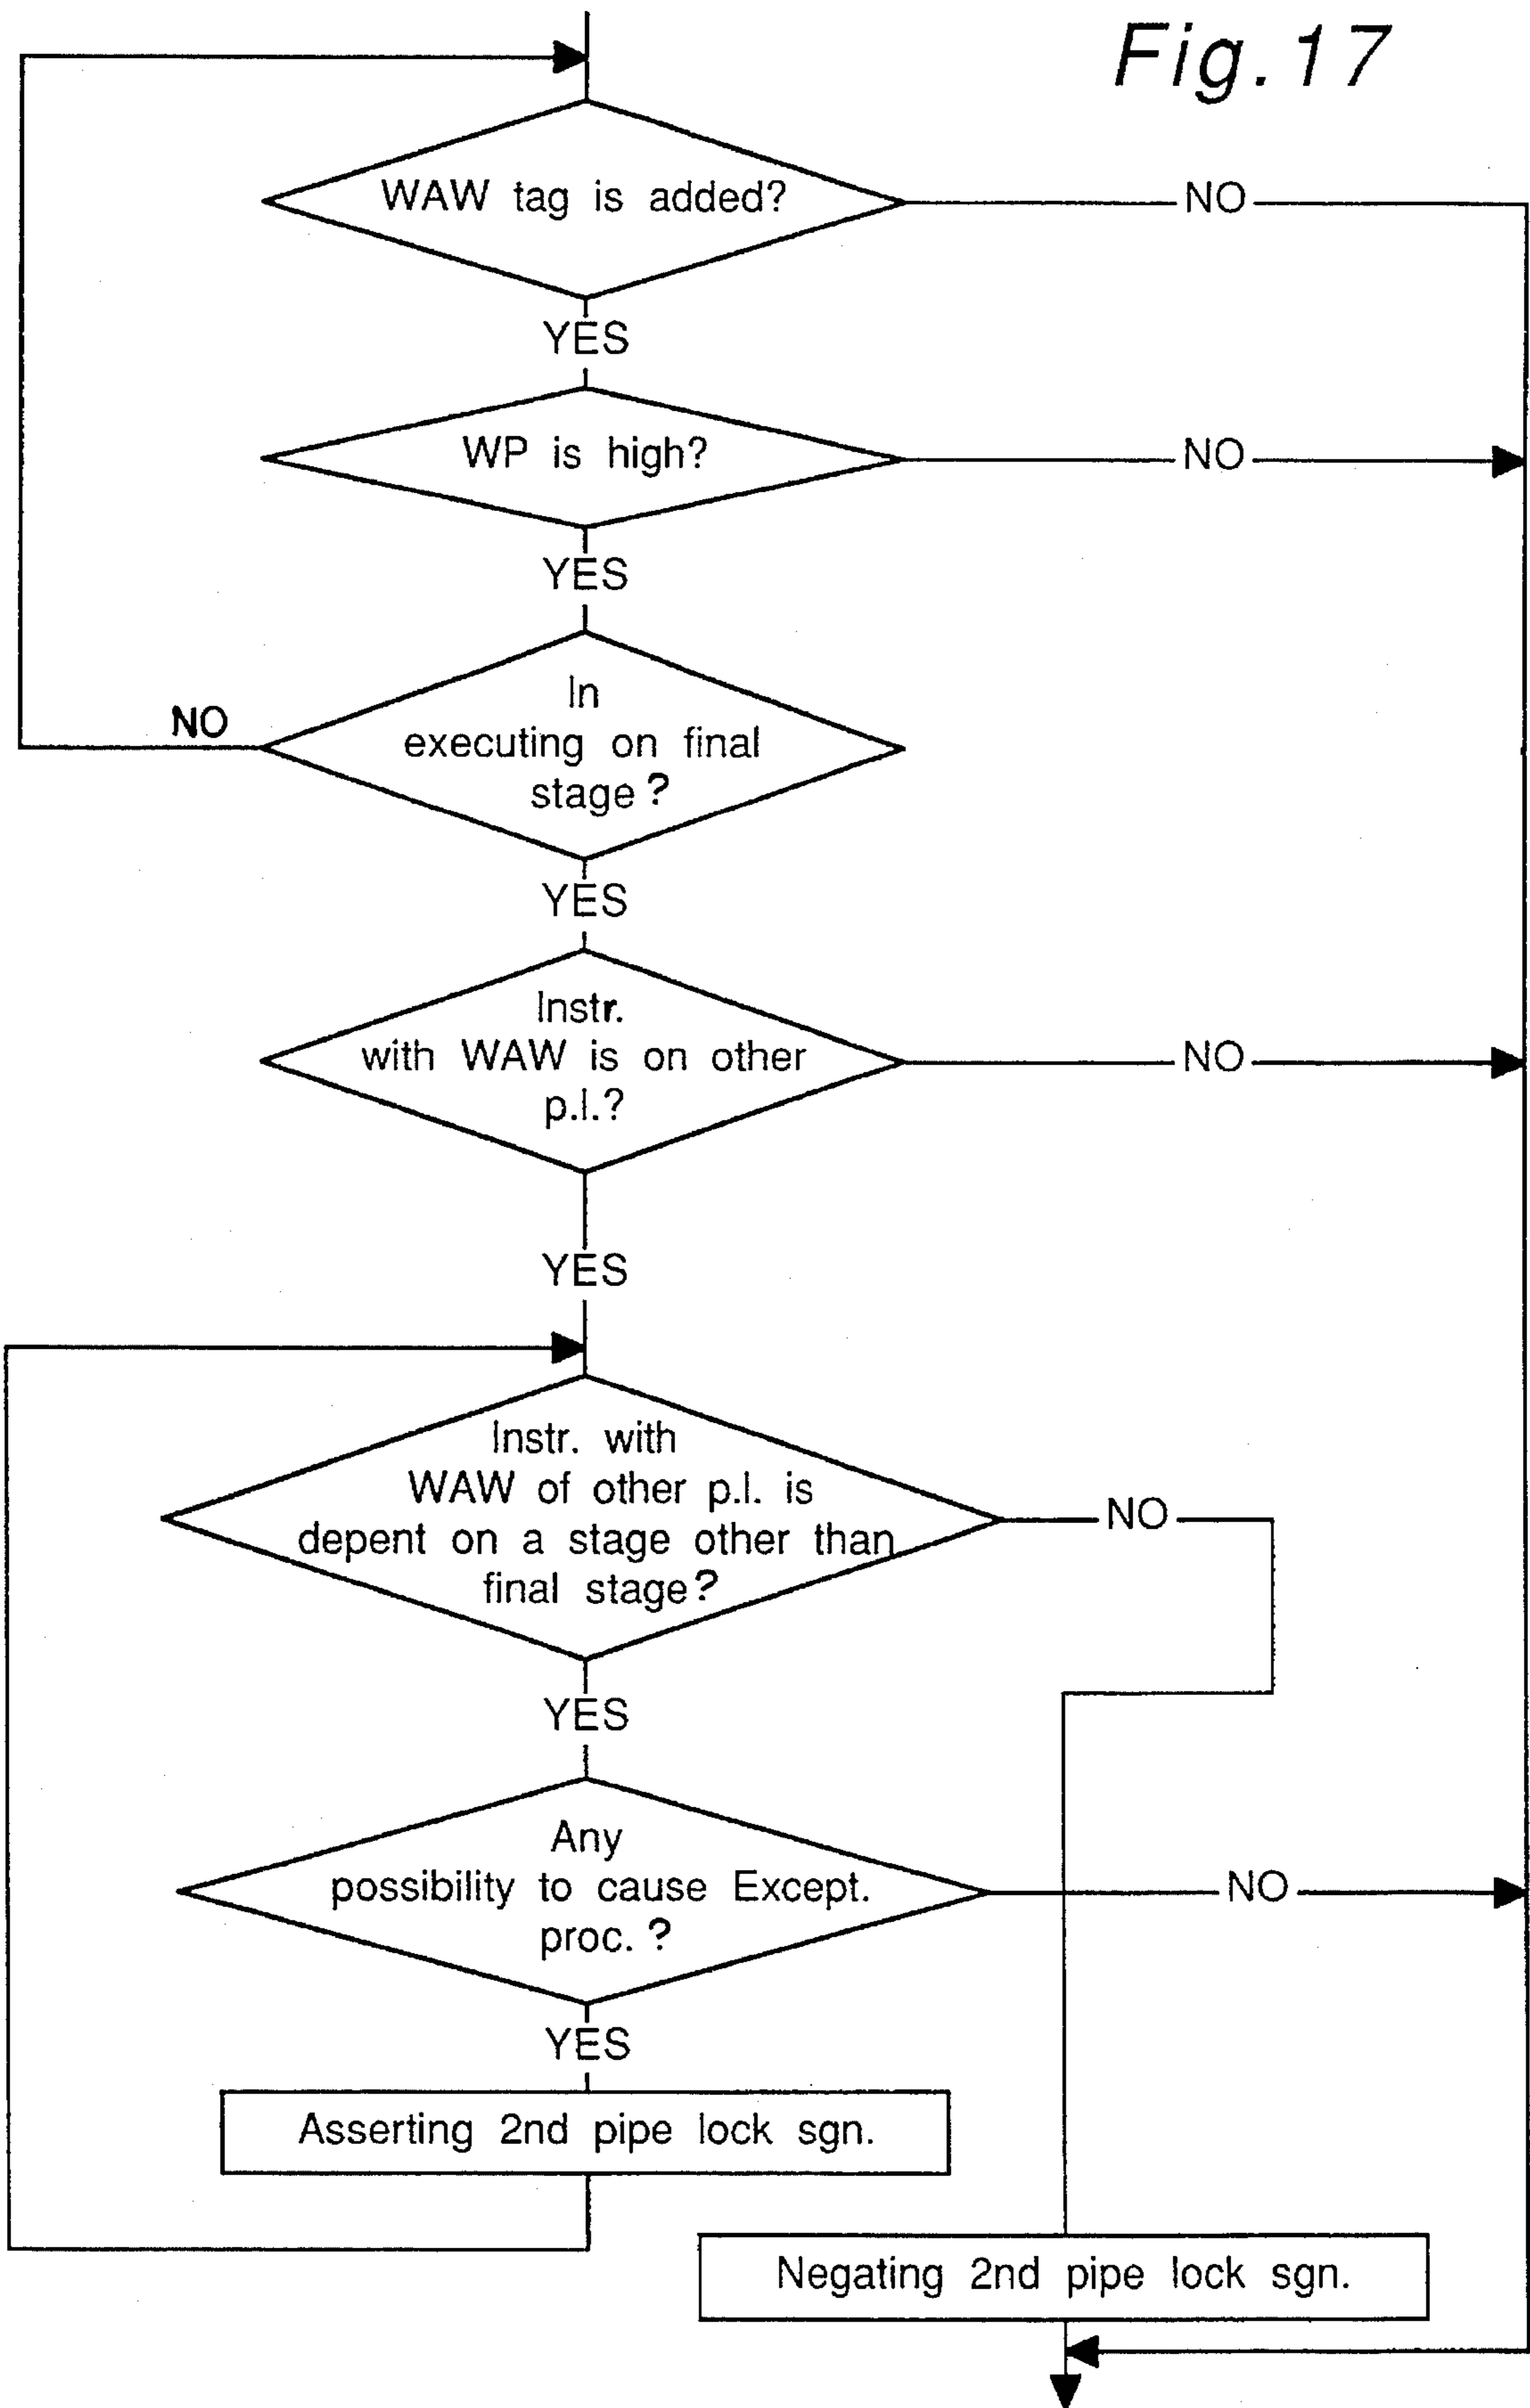 Fig.17
WAW tag is added?
NO
YES
WP is high?
NO
YES
In
executing on final
stage?
NO
YES
Instr.
with WAW is on other
p.l.?
NO
YES
Instr. with
WAW of other p.l. is
depent on a stage other than
final stage?
NO
YES
Any
possibility to cause Except.
proc. ?
NO
YES
Asserting 2nd pipe lock sgn.
Negating 2nd pipe lock sgn.